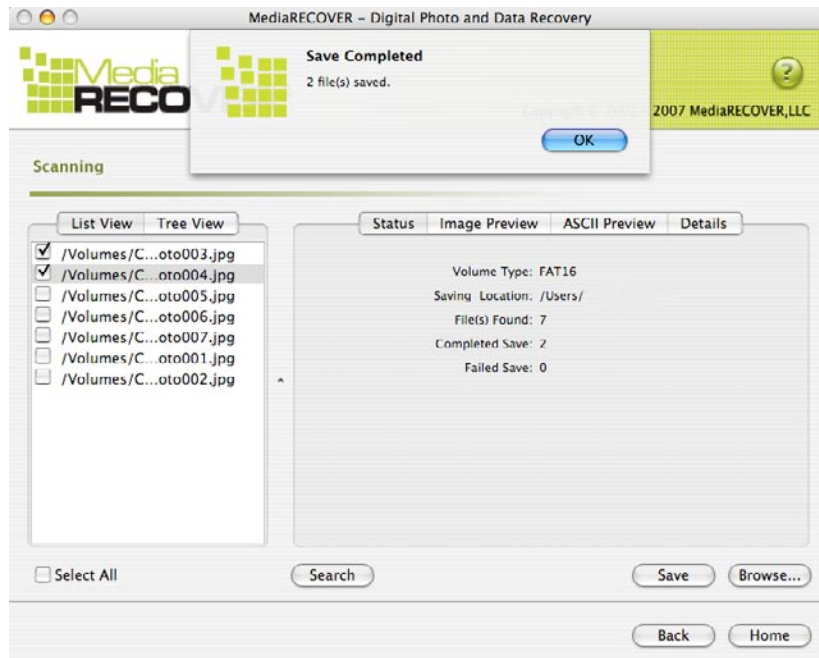 MediaRECOVER – Digital Photo and Data Recovery
Save Completed
2 file(s) saved.
OK
Media
RECOV
2007 MediaRECOVER,LLC
Scanning
List View Tree View
/Volumes/C...oto003.jpg
/Volumes/C...oto004.jpg
/Volumes/C...oto005.jpg
/Volumes/C...oto006.jpg
/Volumes/C...oto007.jpg
/Volumes/C...oto001.jpg
/Volumes/C...oto002.jpg
Status Image Preview ASCII Preview Details
Volume Type: FAT16
Saving Location: /Users/
File(s) Found: 7
Completed Save: 2
Failed Save: 0
Select All
Search
Save
Browse...
Back
Home